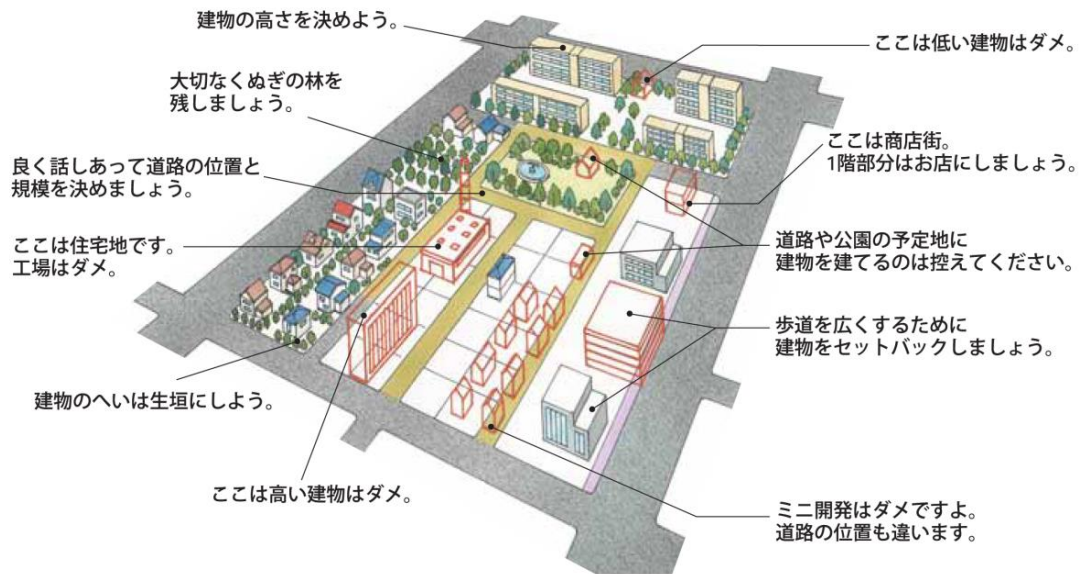 建物の高さを決めよう。
ここは低い建物はダメ。
大切なくぬぎの林を
残しましょう。
ここは商店街。
1階部分はお店にしましょう。
良く話しあって道路の位置と
規模を決めましょう。
道路や公園の予定地に
建物を建てるのは控えてください。
ここは住宅地です。
工場はダメ。
歩道を広くするために
建物をセットバックしましょう。
建物のへいは生垣にしよう。
ここは高い建物はダメ。
ミニ開発はダメですよ。
道路の位置も違います。